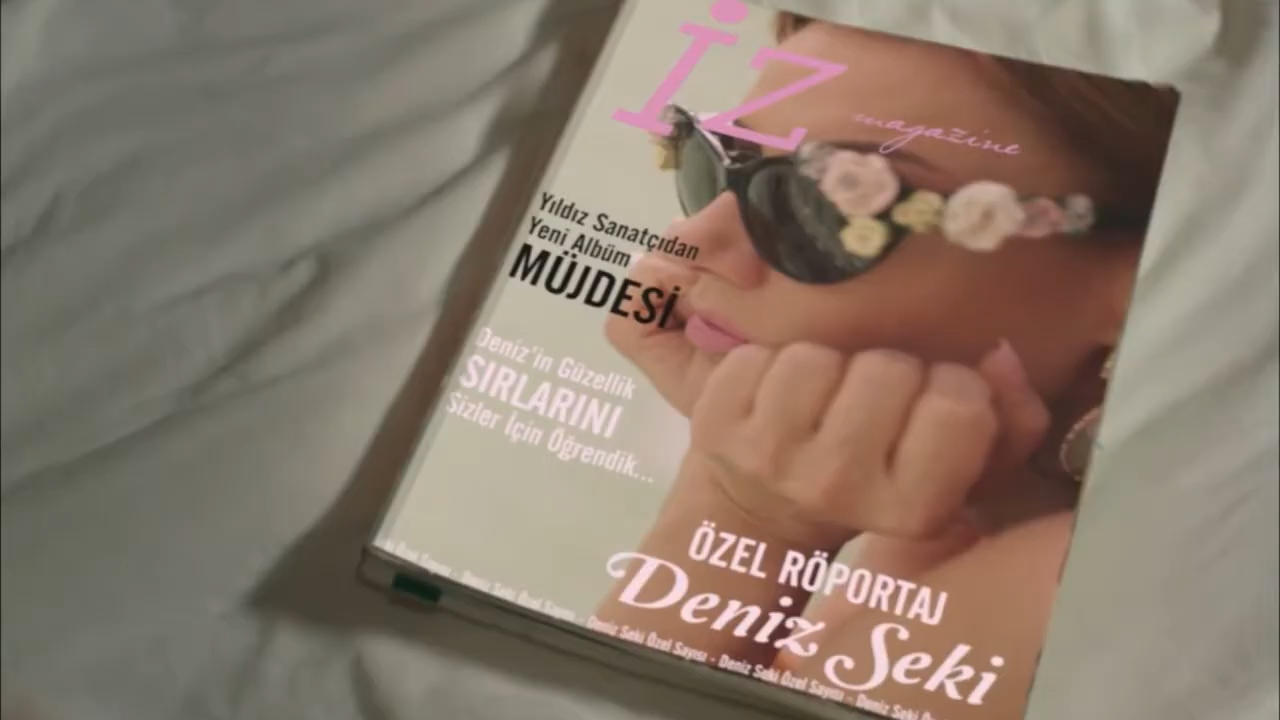 İZ
magazine
Yıldız Sanatçıdan
Yeni Albüm
MÜJDESİ
Deniz'in Güzellik
SIRLARINI
Sizler İçin Öğrendik...
ÖZEL RÖPORTAJ
Deniz Seki
Özel Sayısı - Deniz Seki Özel Sayısı - Deniz Seki Özel Sayısı - Deniz Seki Özel Sayısı - Deniz Seki